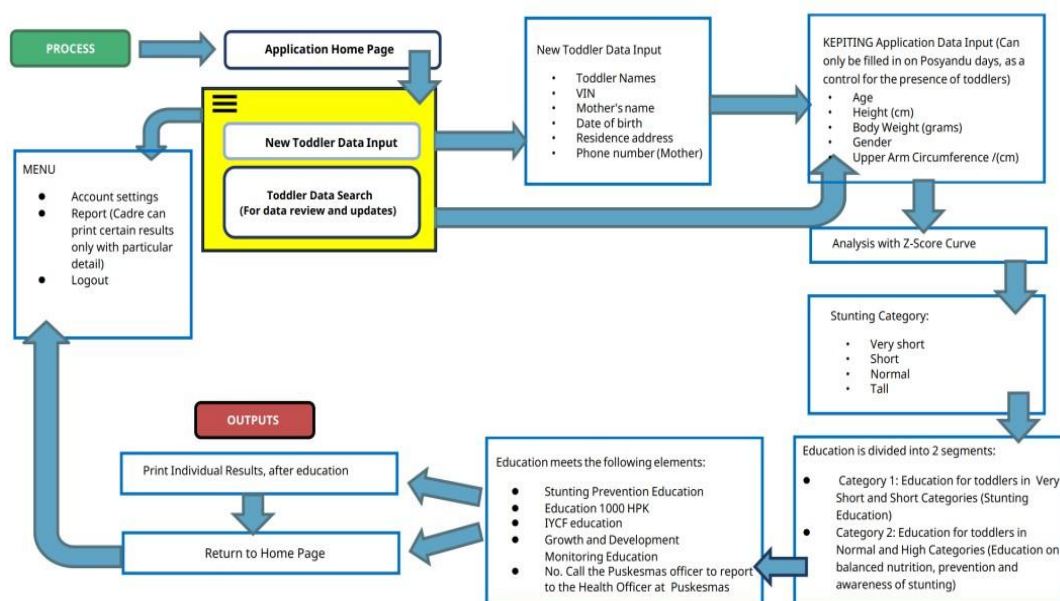 PROCESS
Application Home Page
New Toddler Data Input
Toddler Data Search
(For data review and updates)
MENU
● Account settings
● Report (Cadre can
print certain results
only with particular
detail)
● Logout
New Toddler Data Input
• Toddler Names
• VIN
• Mother's name
• Date of birth
• Residence address
• Phone number (Mother)
KEPITING Application Data Input (Can
only be filled in on Posyandu days, as
a control for the presence of toddlers)
• Age
• Height (cm)
• Body Weight (grams)
• Gender
• Upper Arm Circumference /(cm)
Analysis with Z-Score Curve
Stunting Category:
• Very short
• Short
• Normal
• Tall
Education is divided into 2 segments:
● Category 1: Education for toddlers in Very
Short and Short Categories (Stunting
Education)
● Category 2: Education for toddlers in
Normal and High Categories (Education on
balanced nutrition, prevention and
awareness of stunting)
Education meets the following elements:
● Stunting Prevention Education
● Education 1000 HPK
● IYCF education
● Growth and Development
Monitoring Education
● No. Call the Puskesmas officer to report
to the Health Officer at Puskesmas
OUTPUTS
Print Individual Results, after education
Return to Home Page